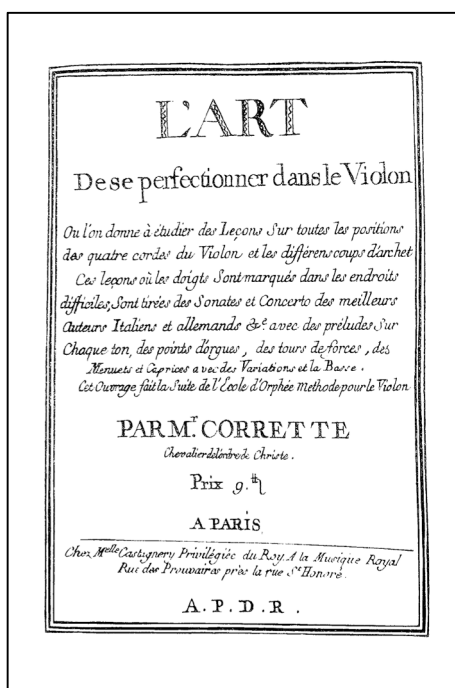 L'ART
De se perfectionner dans le Violon
Ou l'on donne à étudier des Leçons Sur toutes les positions
des quatre cordes du Violon et les différens coups d'archet
Ces leçons où les doigts Sont marqués dans les endroits
difficiles, Sont tirées des Sonates et Concerto des meilleurs
Auteurs Italiens et allemands &c. avec des préludes Sur
Chaque ton, des points d'orgues, des tours de forces, des
Menuets et Caprices avec des Variations et la Basse.
Cet Ouvrage fait la Suite de l'École d'Orphée Methode pour le Violon
PAR Mr. CORRETTE
Chevalier de l'ordre de Christe.
Prix 9.tt
A PARIS
Chez Melle Castagnery Privilégiée du Roy A la Musique Royal
Rue des Prouvaires près la rue St Honoré.
A. P. D. R.